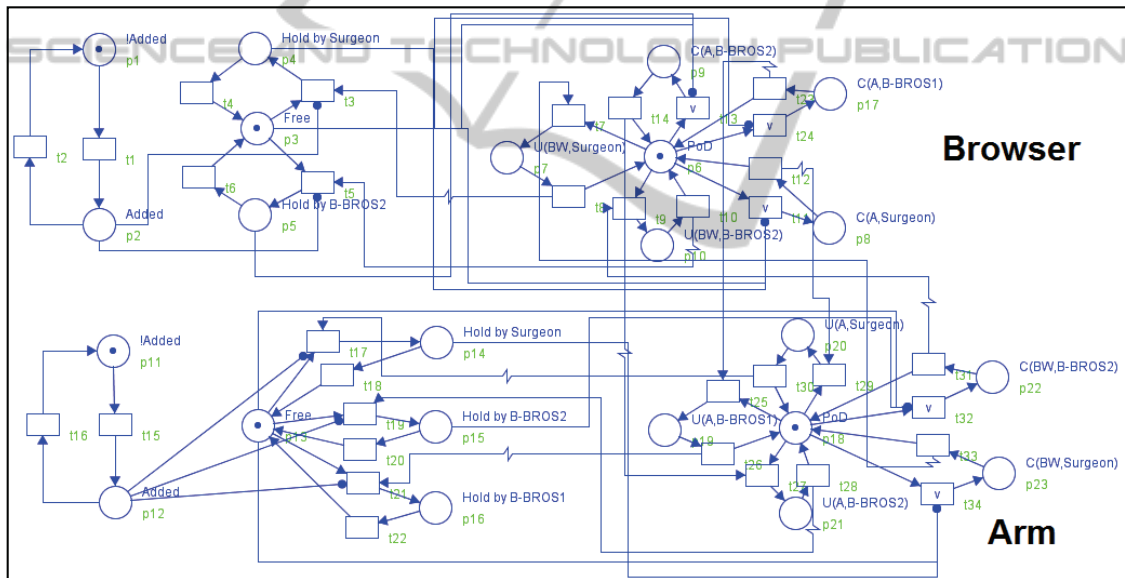 SCIENCE AND TECHNOLOGY PUBLICATION
!Added
p1
t2
t1
Added
p2
Hold by Surgeon
p4
t4
t3
Free
p3
t6
t5
Hold by B-BROS2
p5
C(A,B-BROS2)
p9
t14
v
t13
t7
U(BW,Surgeon)
p7
PoD
p6
t23
C(A,B-BROS1)
p17
v
t24
Browser
t12
t8
t9
t10
U(BW,B-BROS2)
p10
v
t11
C(A,Surgeon)
p8
!Added
p11
t16
t15
Added
p12
Hold by Surgeon
p14
t17
t18
Free
p13
t19
Hold by B-BROS2
p15
t20
t21
Hold by B-BROS1
p16
t22
U(A,Surgeon)
p20
t30
t29
t25
U(A,B-BROS1)
p19
PoD
p18
t26
t27
t28
U(A,B-BROS2)
p21
t31
C(BW,B-BROS2)
p22
v
t32
t33
C(BW,Surgeon)
p23
v
t34
Arm